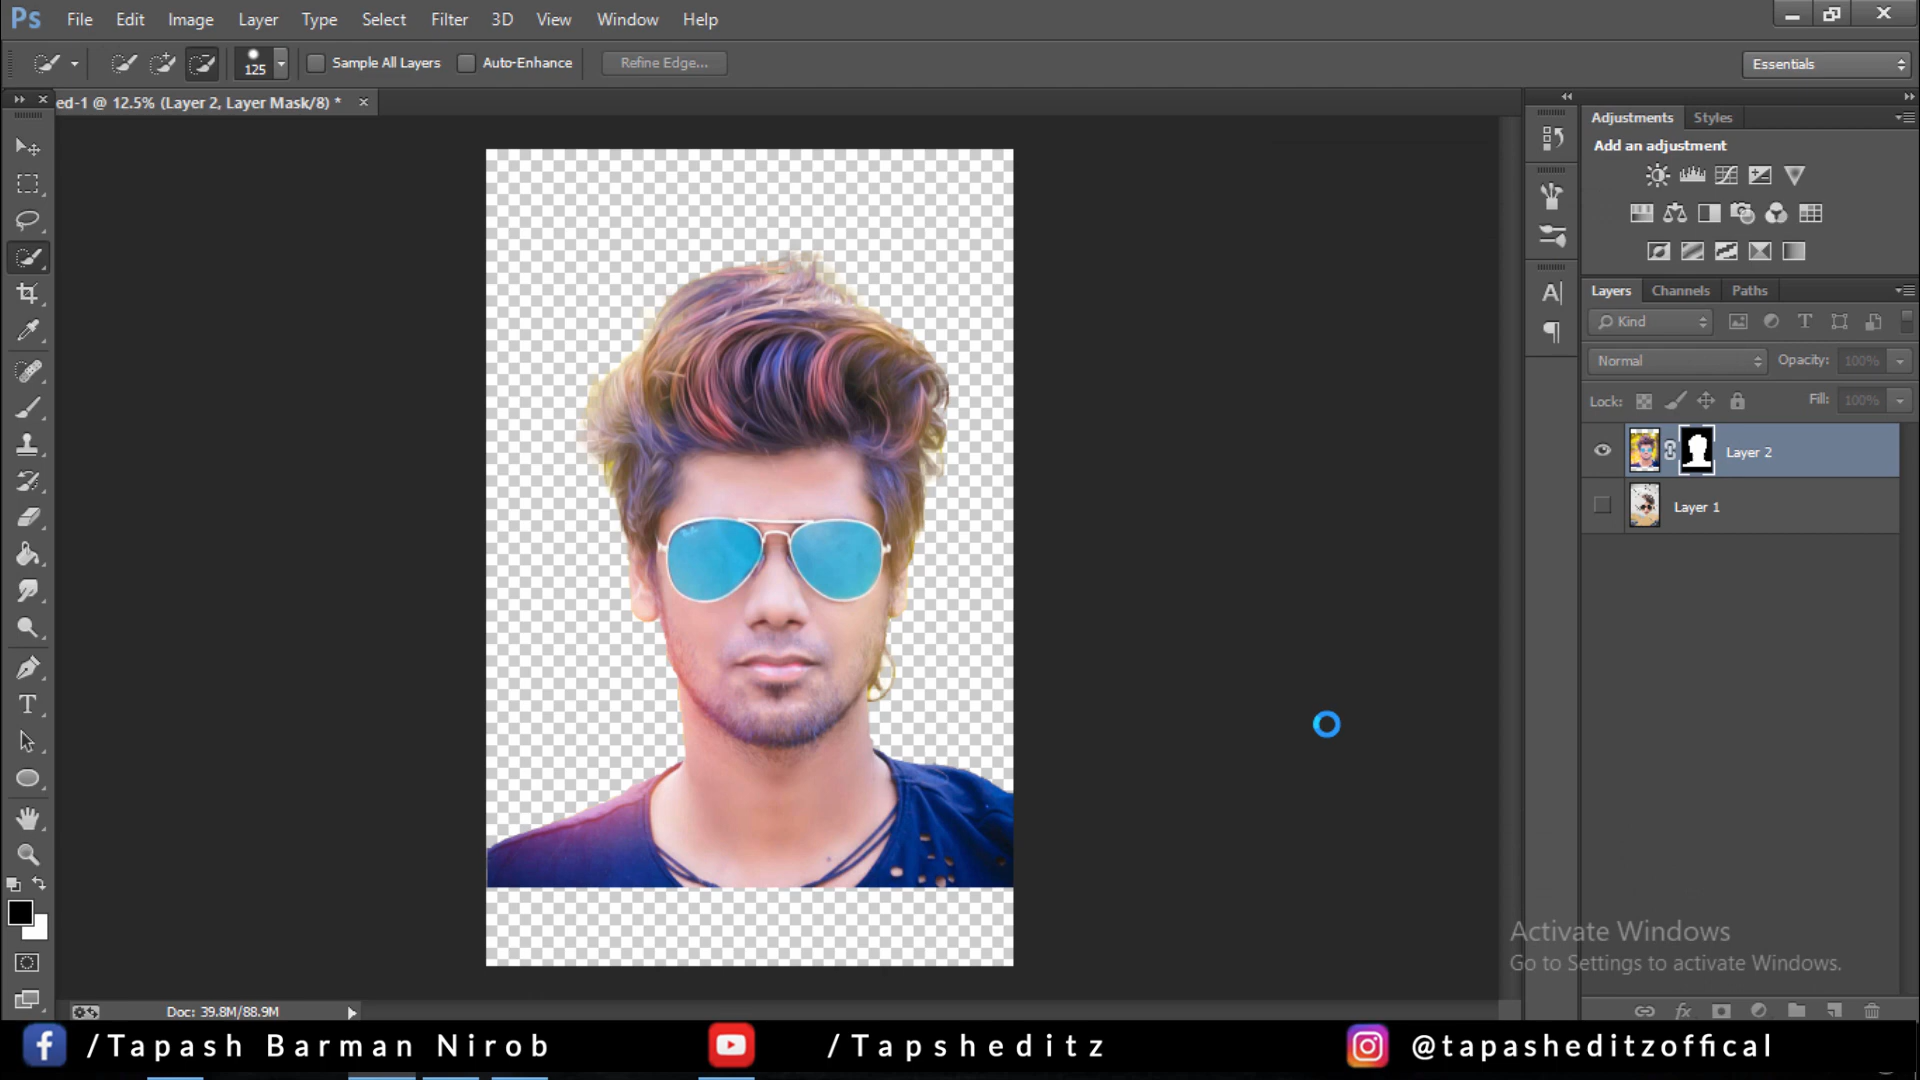 Ps File Edit Image Layer Type Select Filter 3D View Window Help
125 Sample All Layers Auto-Enhance Refine Edge... Essentials
ed-1 @ 12.5% (Layer 2, Layer Mask/8) *
Adjustments Styles
Add an adjustment
Layers Channels Paths
Kind
Normal Opacity: 100%
Lock: Fill: 100%
Layer 2
Layer 1
Activate Windows
Go to Settings to activate Windows.
Doc: 39.8M/88.9M
/Tapash Barman Nirob /Tapsheditz @tapasheditzoffical